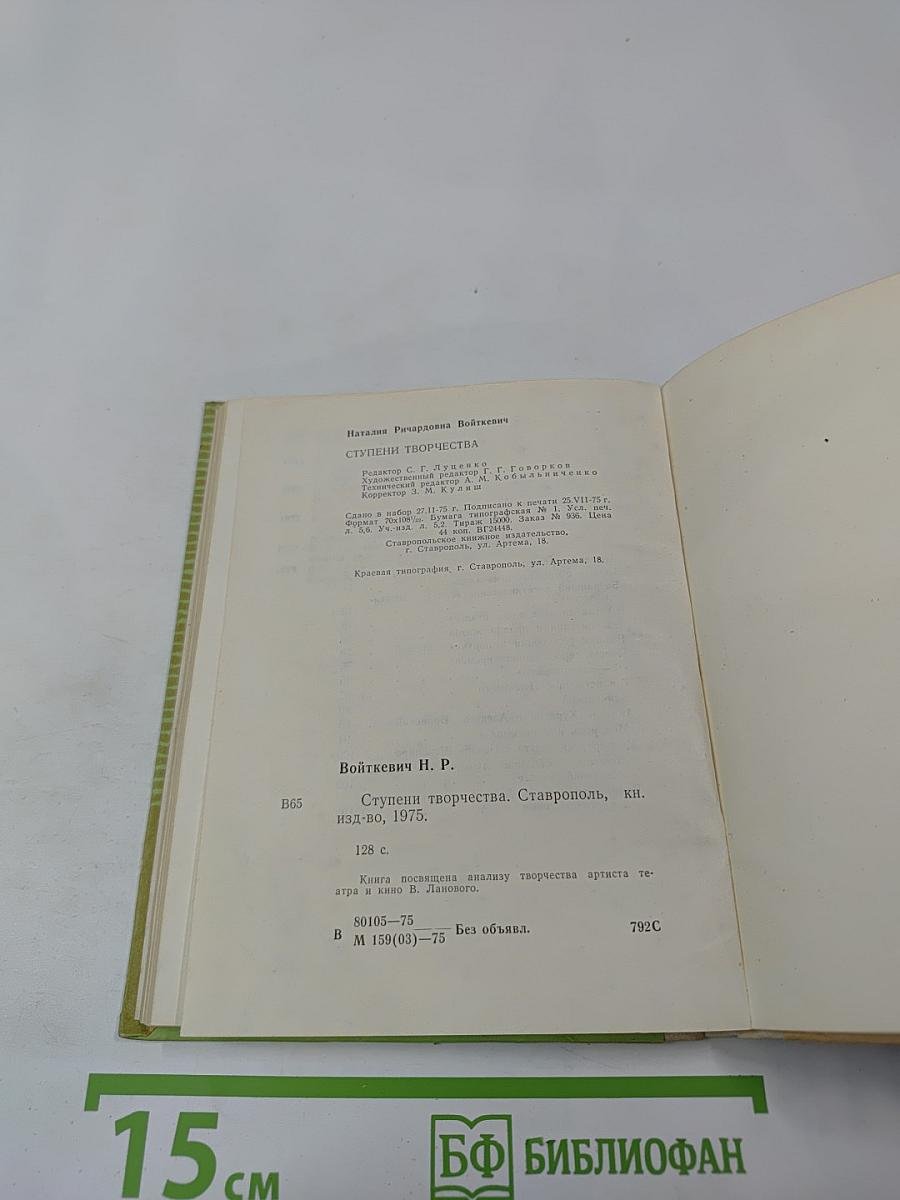 Наталия Ричардовна Войткевич
СТУПЕНИ ТВОРЧЕСТВА
Редактор С. Г. Луценко
Художественный редактор Г. Г. Говорков
Технический редактор А. М. Кобыльниченко
Корректор З. М. Кулиш
Сдано в набор 27.II-75 г. Подписано к печати 25.VII-75 г.
Формат 70х108¹/₃₂. Бумага типографская № 1. Усл. печ.
л. 5,6. Уч.-изд. л. 5,2. Тираж 15000. Заказ № 936. Цена
44 коп. ВГ24448.
Ставропольское книжное издательство,
г. Ставрополь, ул. Артема, 18.
Краевая типография, г. Ставрополь, ул. Артема, 18.
Войткевич Н. Р.
В65 Ступени творчества. Ставрополь, кн.
изд-во, 1975.
128 с.
Книга посвящена анализу творчества артиста те-
атра и кино В. Ланового.
80105—75
В М 159(03)—75 Без объявл. 792С
15 см БФ БИБЛИОФАН